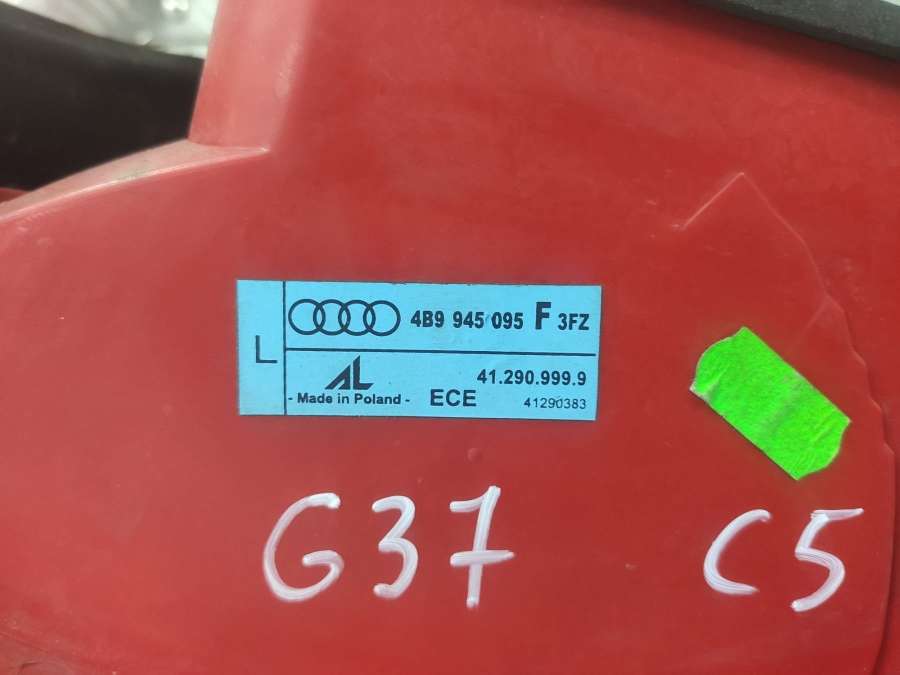 L
4B9 945 095 F 3FZ
AL
41.290.999.9
- Made in Poland - ECE
41290383
G37 C5